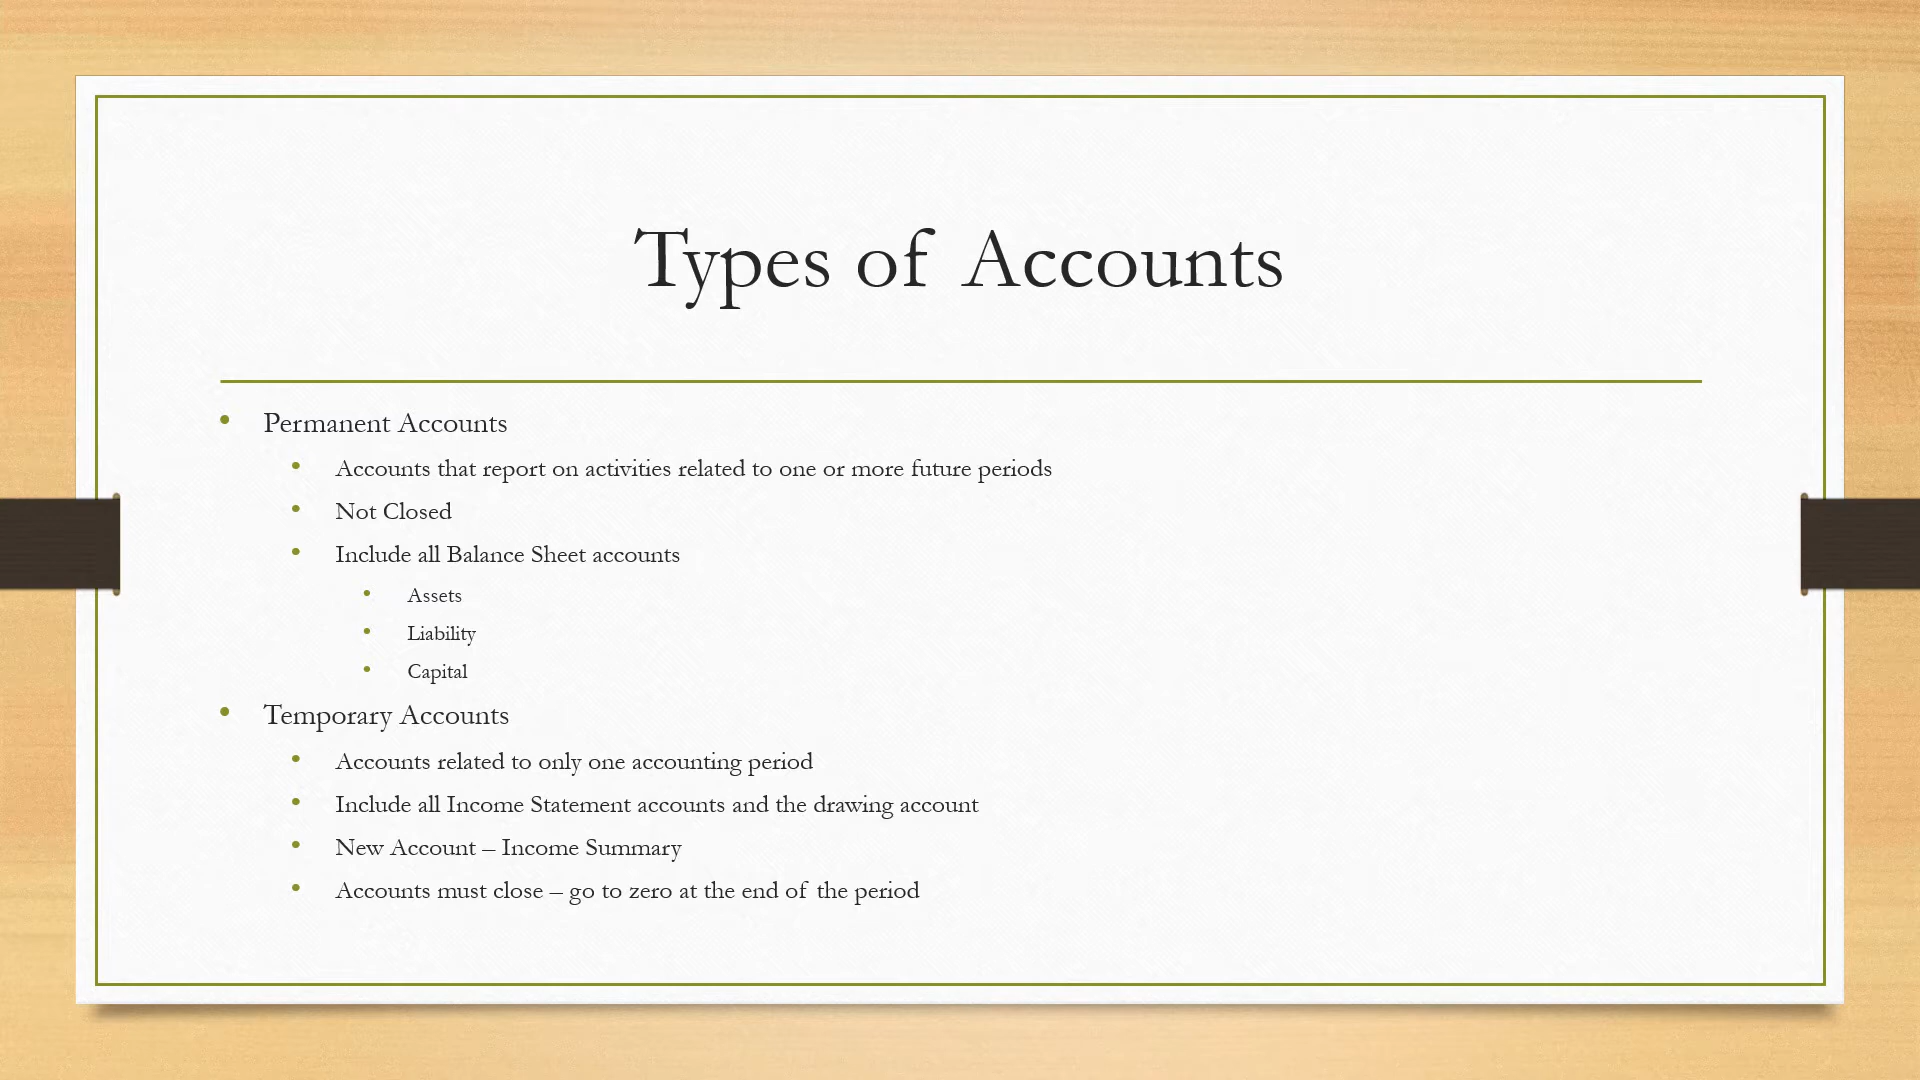 Types of Accounts
Permanent Accounts
Accounts that report on activities related to one or more future periods
Not Closed
Include all Balance Sheet accounts
Assets
Liability
Capital
Temporary Accounts
Accounts related to only one accounting period
Include all Income Statement accounts and the drawing account
New Account – Income Summary
Accounts must close – go to zero at the end of the period